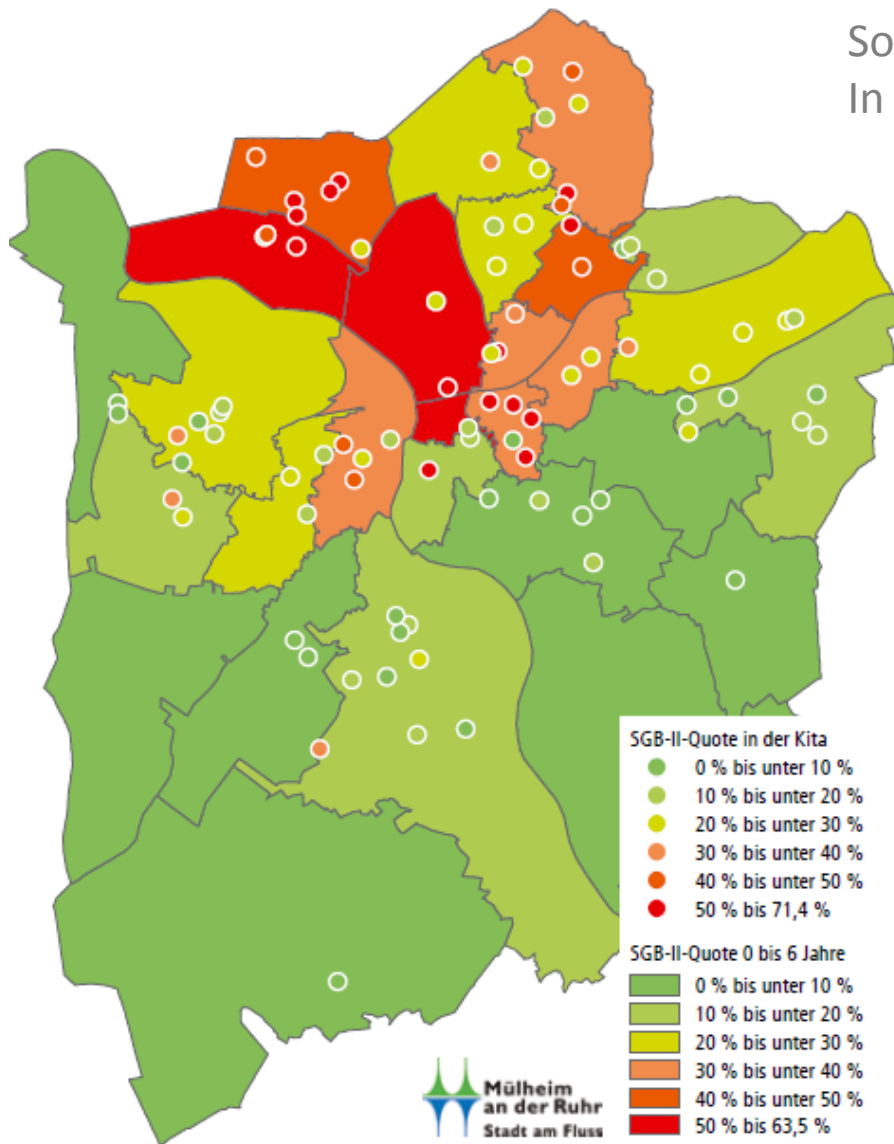 So
In
SGB-II-Quote in der Kita
0 % bis unter 10 %
10 % bis unter 20 %
20 % bis unter 30 %
30 % bis unter 40 %
40 % bis unter 50 %
50 % bis 71,4 %
SGB-II-Quote 0 bis 6 Jahre
0 % bis unter 10 %
10 % bis unter 20 %
20 % bis unter 30 %
30 % bis unter 40 %
40 % bis unter 50 %
50 % bis 63,5 %
Mülheim
an der Ruhr
Stadt am Fluss